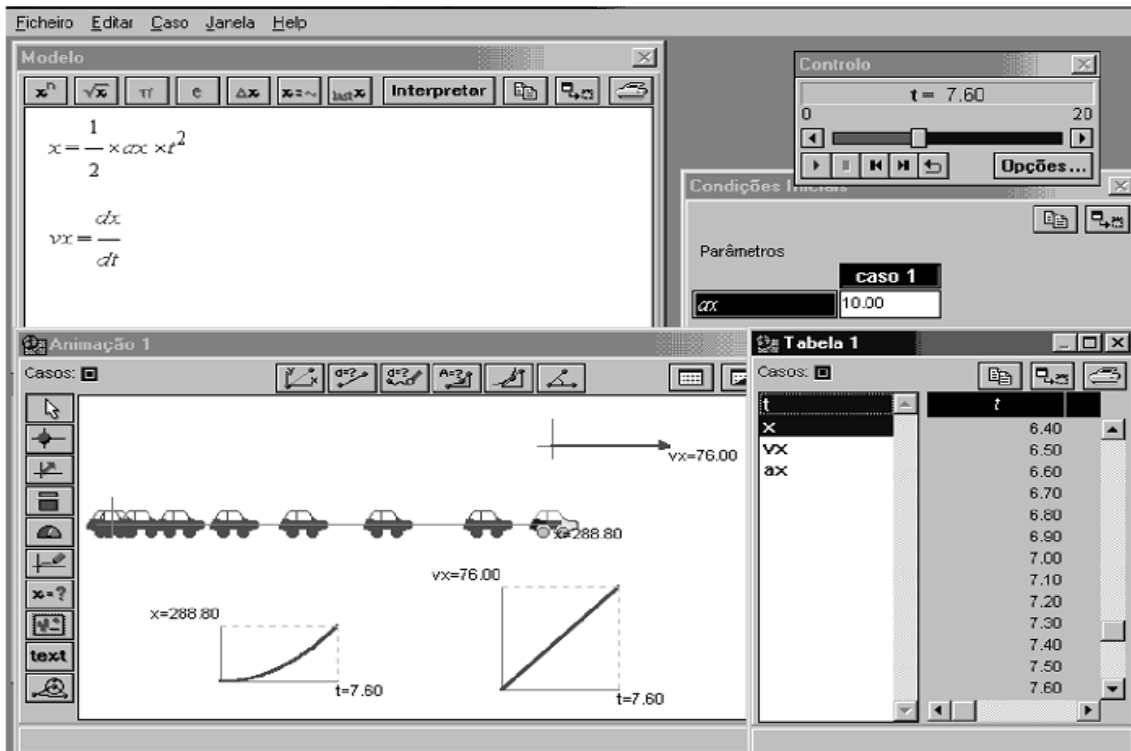 Ficheiro Editar Caso Janela Help
Modelo
xⁿ √x π e Δx x=~ last x Interpretar
x = 1/2 × ax × t²
vx = dx/dt
Controlo
t = 7.60
0 20
Opções...
Condições Iniciais
Parâmetros
caso 1
ax 10.00
Animação 1
Casos:
vx=76.00
x=288.80
vx=76.00
x=288.80
t=7.60
t=7.60
x=?
text
Tabela 1
Casos:
t
x
vx
ax
t
6.40
6.50
6.60
6.70
6.80
6.90
7.00
7.10
7.20
7.30
7.40
7.50
7.60